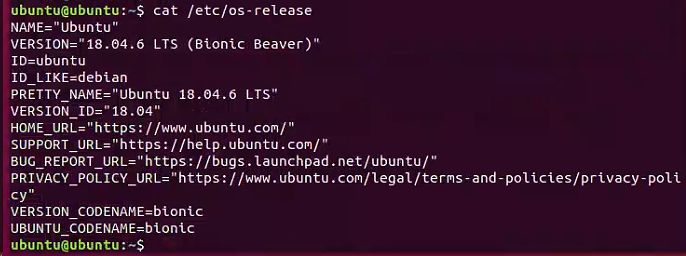 ubuntu@ubuntu:~$ cat /etc/os-release
NAME="Ubuntu"
VERSION="18.04.6 LTS (Bionic Beaver)"
ID=ubuntu
ID_LIKE=debian
PRETTY_NAME="Ubuntu 18.04.6 LTS"
VERSION_ID="18.04"
HOME_URL="https://www.ubuntu.com/"
SUPPORT_URL="https://help.ubuntu.com/"
BUG_REPORT_URL="https://bugs.launchpad.net/ubuntu/"
PRIVACY_POLICY_URL="https://www.ubuntu.com/legal/terms-and-policies/privacy-poli
cy"
VERSION_CODENAME=bionic
UBUNTU_CODENAME=bionic
ubuntu@ubuntu:~$